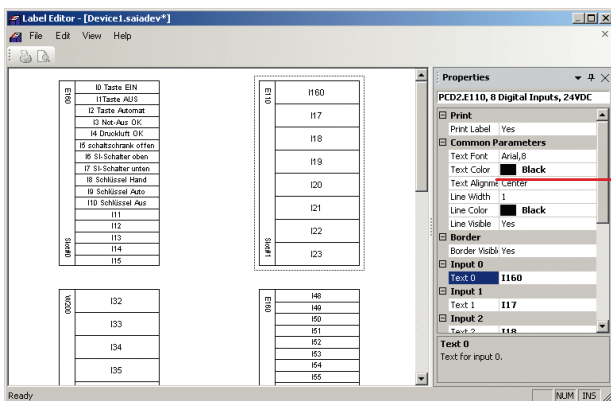 Label Editor - [Device1.saiadev*]
File Edit View Help
E160
I0 Taste EIN
I1Taste AUS
I2 Taste Automat
I3 Not-Aus OK
I4 Druckluft OK
I5 schaltschrank offen
I6 SI-Schalter oben
I7 SI-Schalter unten
I8 Schlüssel Hand
I9 Schlüssel Auto
I10 Schlüssel Aus
I11
I12
I13
I14
I15
Slot#0
E110
I160
I17
I18
I19
I20
I21
I22
I23
Slot#1
W200
I32
I33
I34
I35
E160
I48
I49
I50
I51
I52
I53
I54
I55
Properties
PCD2.E110, 8 Digital Inputs, 24VDC
Print
Print Label Yes
Common Parameters
Text Font Arial,8
Text Color Black
Text Alignme Center
Line Width 1
Line Color Black
Line Visible Yes
Border
Border Visibl Yes
Input 0
Text 0 I160
Input 1
Text 1 I17
Input 2
Text 2 I18
Text 0
Text for input 0.
Ready
NUM INS